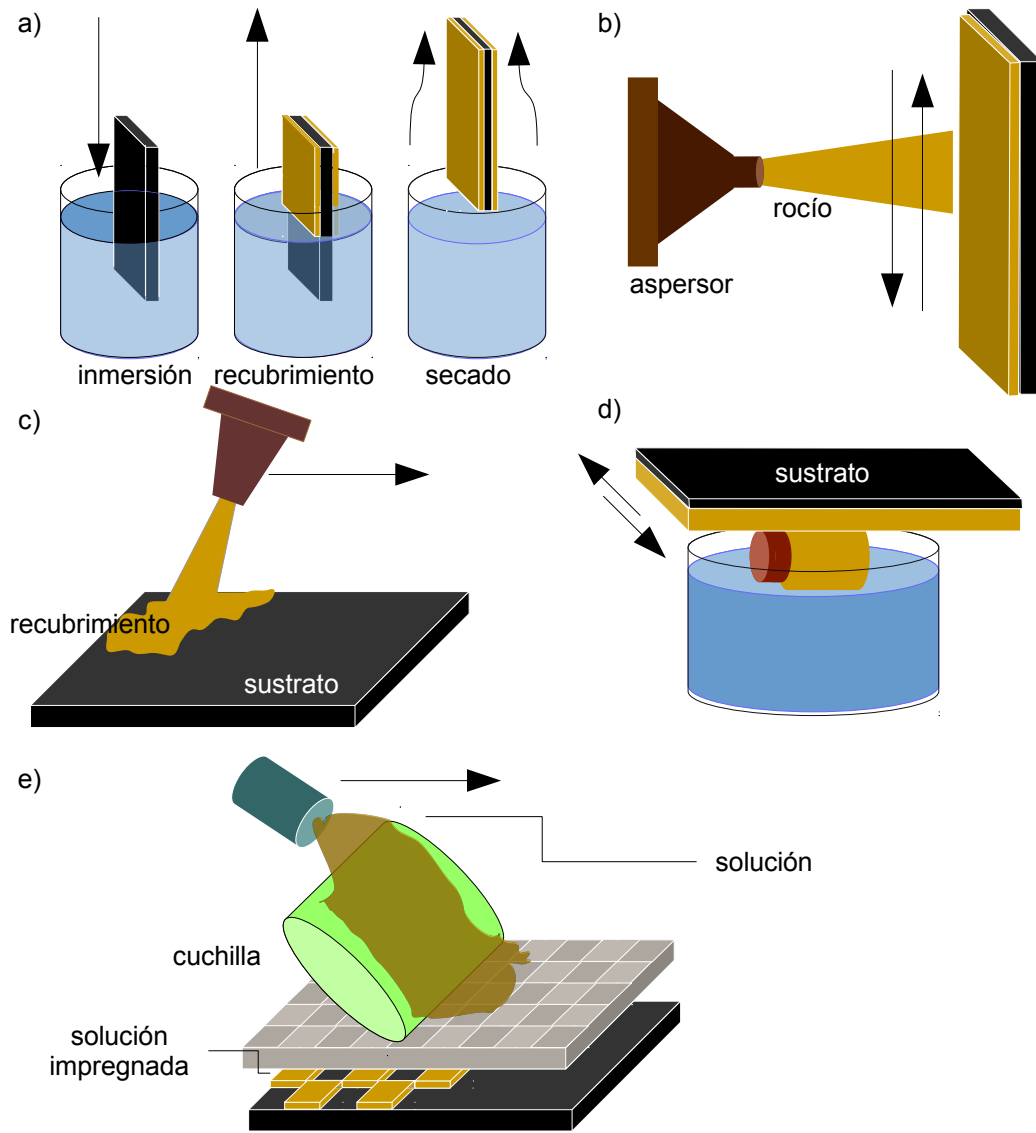 a)
b)
rocío
aspersor
inmersión
recubrimiento
secado
c)
d)
sustrato
recubrimiento
sustrato
e)
solución
cuchilla
solución
impregnada